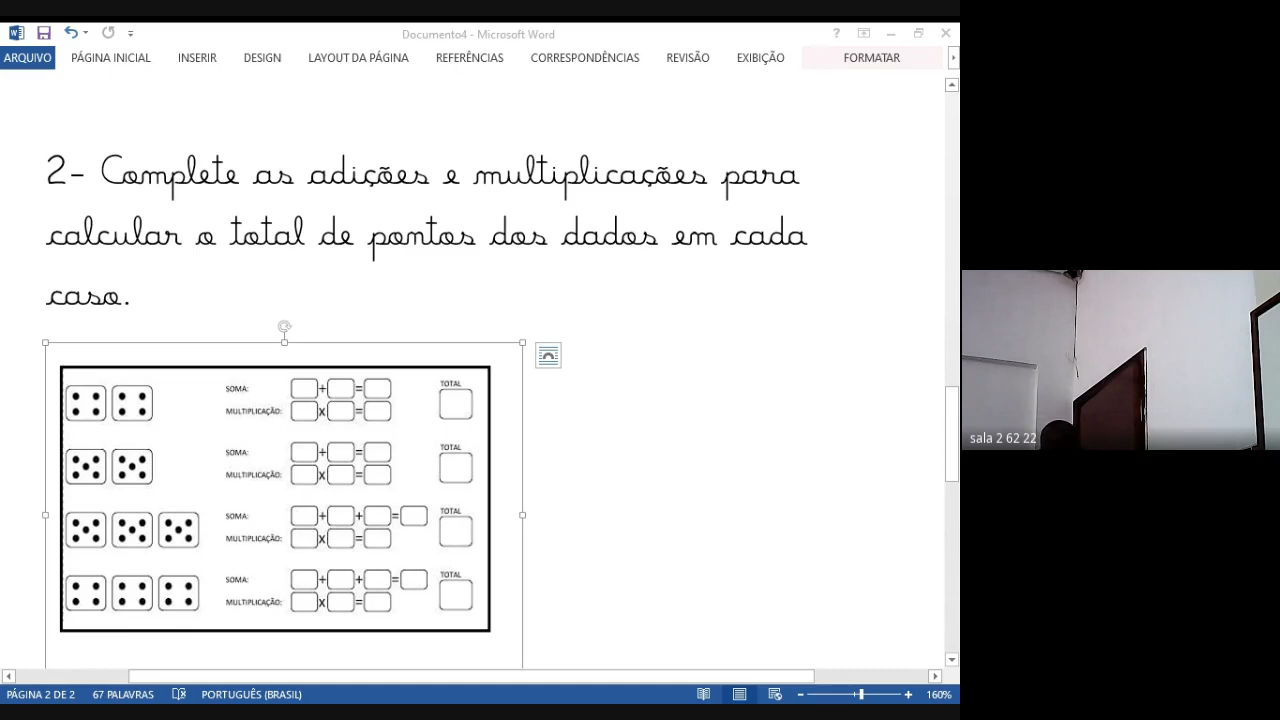 Documento4 - Microsoft Word
?
ARQUIVO PÁGINA INICIAL INSERIR DESIGN LAYOUT DA PÁGINA REFERÊNCIAS CORRESPONDÊNCIAS REVISÃO EXIBIÇÃO FORMATAR
2- Complete as adições e multiplicações para
calcular o total de pontos dos dados em cada
caso.
SOMA: + = TOTAL
MULTIPLICAÇÃO: x =
SOMA: + = TOTAL
MULTIPLICAÇÃO: x =
SOMA: + + = TOTAL
MULTIPLICAÇÃO: x =
SOMA: + + = TOTAL
MULTIPLICAÇÃO: x =
PÁGINA 2 DE 2 67 PALAVRAS PORTUGUÊS (BRASIL) 160%
sala 2 62 22